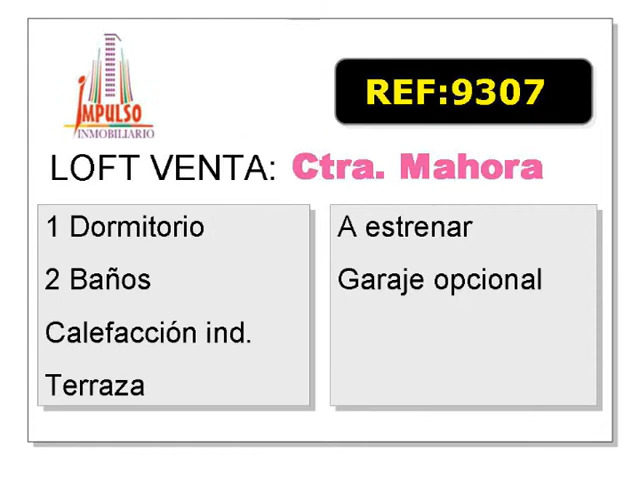 IMPULSO
INMOBILIARIO
REF:9307
LOFT VENTA: Ctra. Mahora
1 Dormitorio
2 Baños
Calefacción ind.
Terraza
A estrenar
Garaje opcional